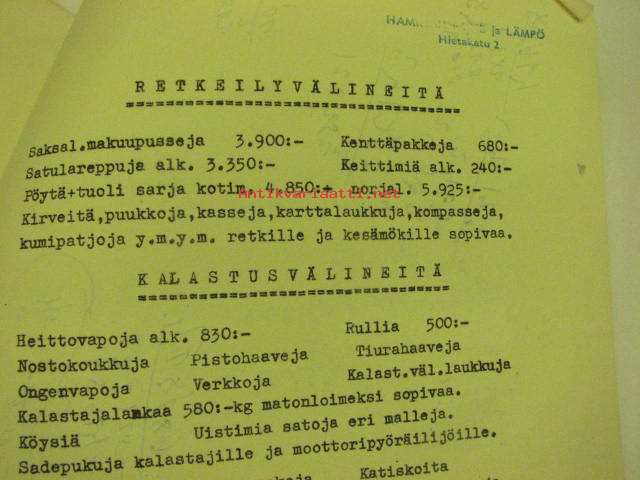 ja LÄMPÖ
Hietakatu 2
RETKEILYVÄLINEITÄ
Saksal.makuupusseja 3.900:- Kenttäpakkeja 680:-
Satulareppuja alk. 3.350:- Keittimiä alk. 240:-
Pöytä+tuoli sarja kotim. 4.850:- norjal. 5.925:-
Antikvariaatti.net
Kirveitä,puukkoja,kasseja,karttalaukkuja,kompasseja,
kumipatjoja y.m.y.m. retkille ja kesämökille sopivaa.
KALASTUSVÄLINEITÄ
Heittovapoja alk. 830:- Rullia 500:-
Nostokoukkuja Pistohaaveja Tiurahaaveja
Ongenvapoja Verkkoja Kalast.väl.laukkuja
Kalastajalankaa 580:-kg matonloimeksi sopivaa.
Köysiä Uistimia satoja eri malleja.
Sadepukuja kalastajille ja moottoripyöräilijöille.
Katiskoita